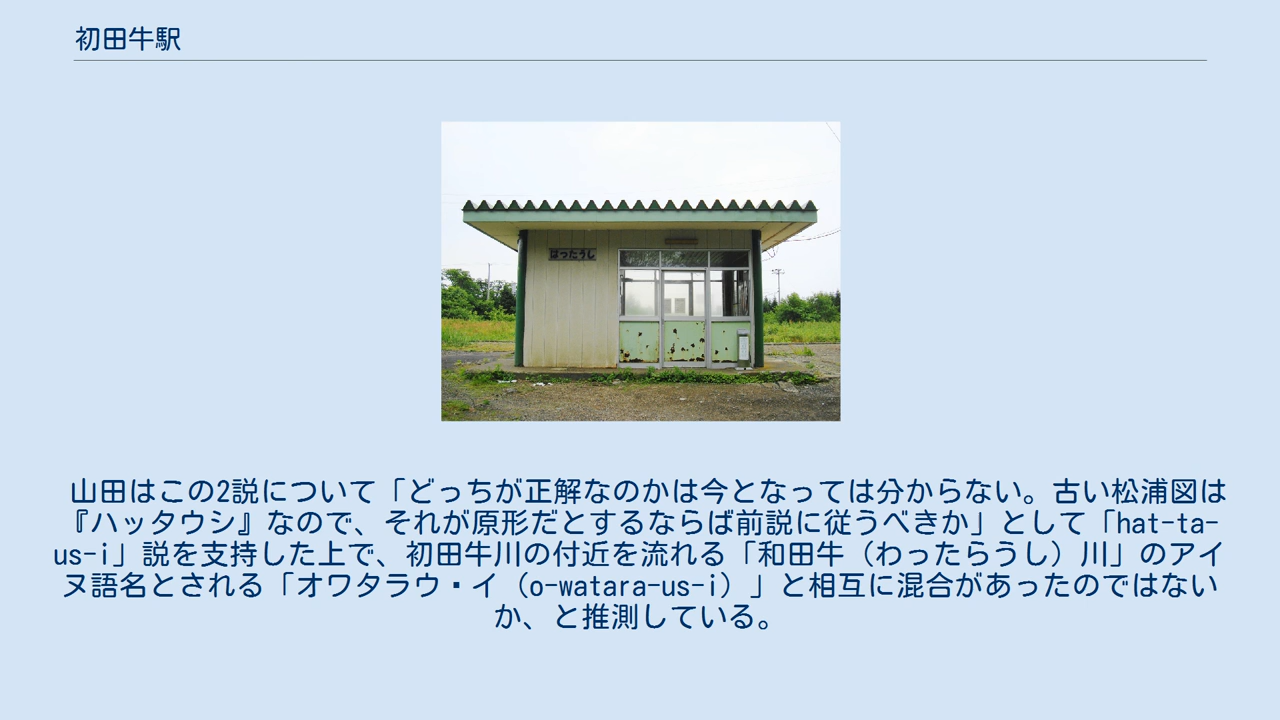 初田牛駅
はったうし
山田はこの2説について「どっちが正解なのかは今となっては分からない。古い松浦図は
『ハッタウシ』なので、それが原形だとするならば前説に従うべきか」として「hat-ta-
us-i」説を支持した上で、初田牛川の付近を流れる「和田牛（わったらうし）川」のアイ
ヌ語名とされる「オワタラウ・イ（o-watara-us-i）」と相互に混合があったのではない
か、と推測している。